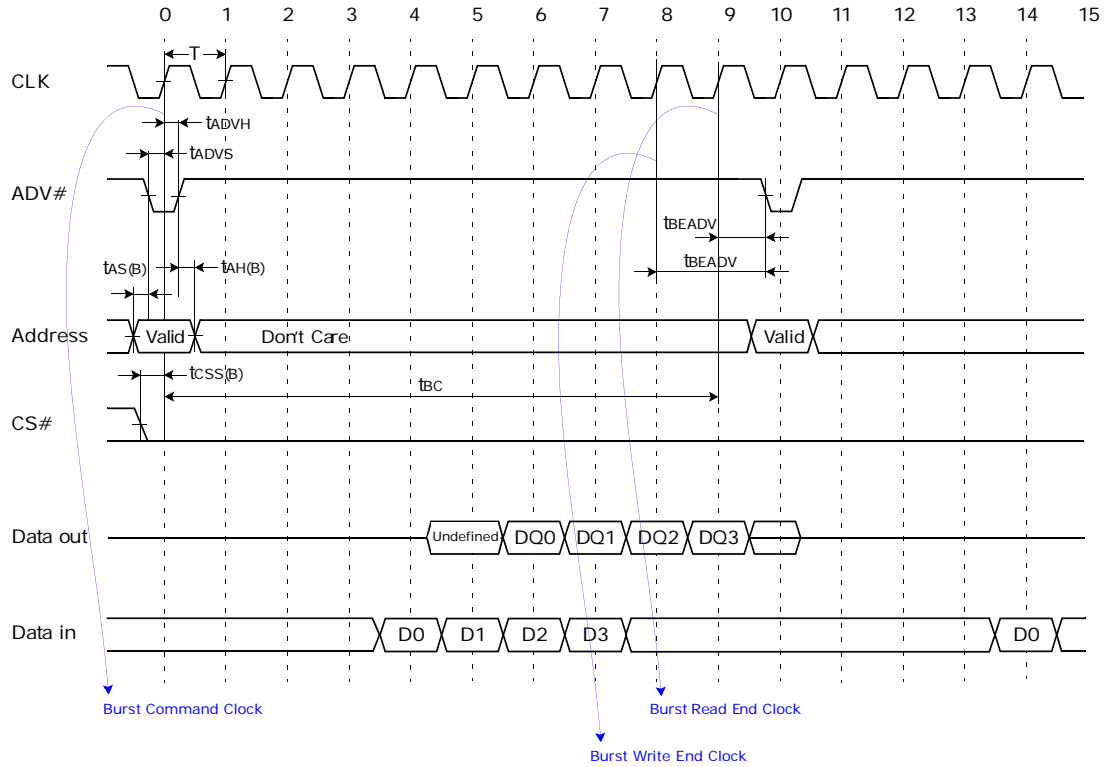 0 1 2 3 4 5 6 7 8 9 10 11 12 13 14 15
T
CLK
tADVH
tADVS
ADV#
tBEADV
tBEADV
tAS(B)
tAH(B)
Address
Valid
Don't Care
Valid
tCSS(B)
tBC
CS#
Data out
Undefined
DQ0
DQ1
DQ2
DQ3
Data in
D0
D1
D2
D3
D0
Burst Command Clock
Burst Read End Clock
Burst Write End Clock